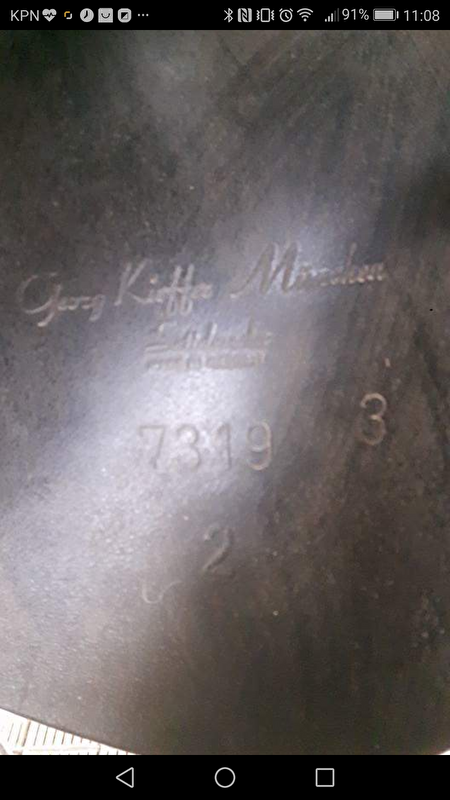 KPN 91% 11:08
Georg Kieffer München
7319 3
2